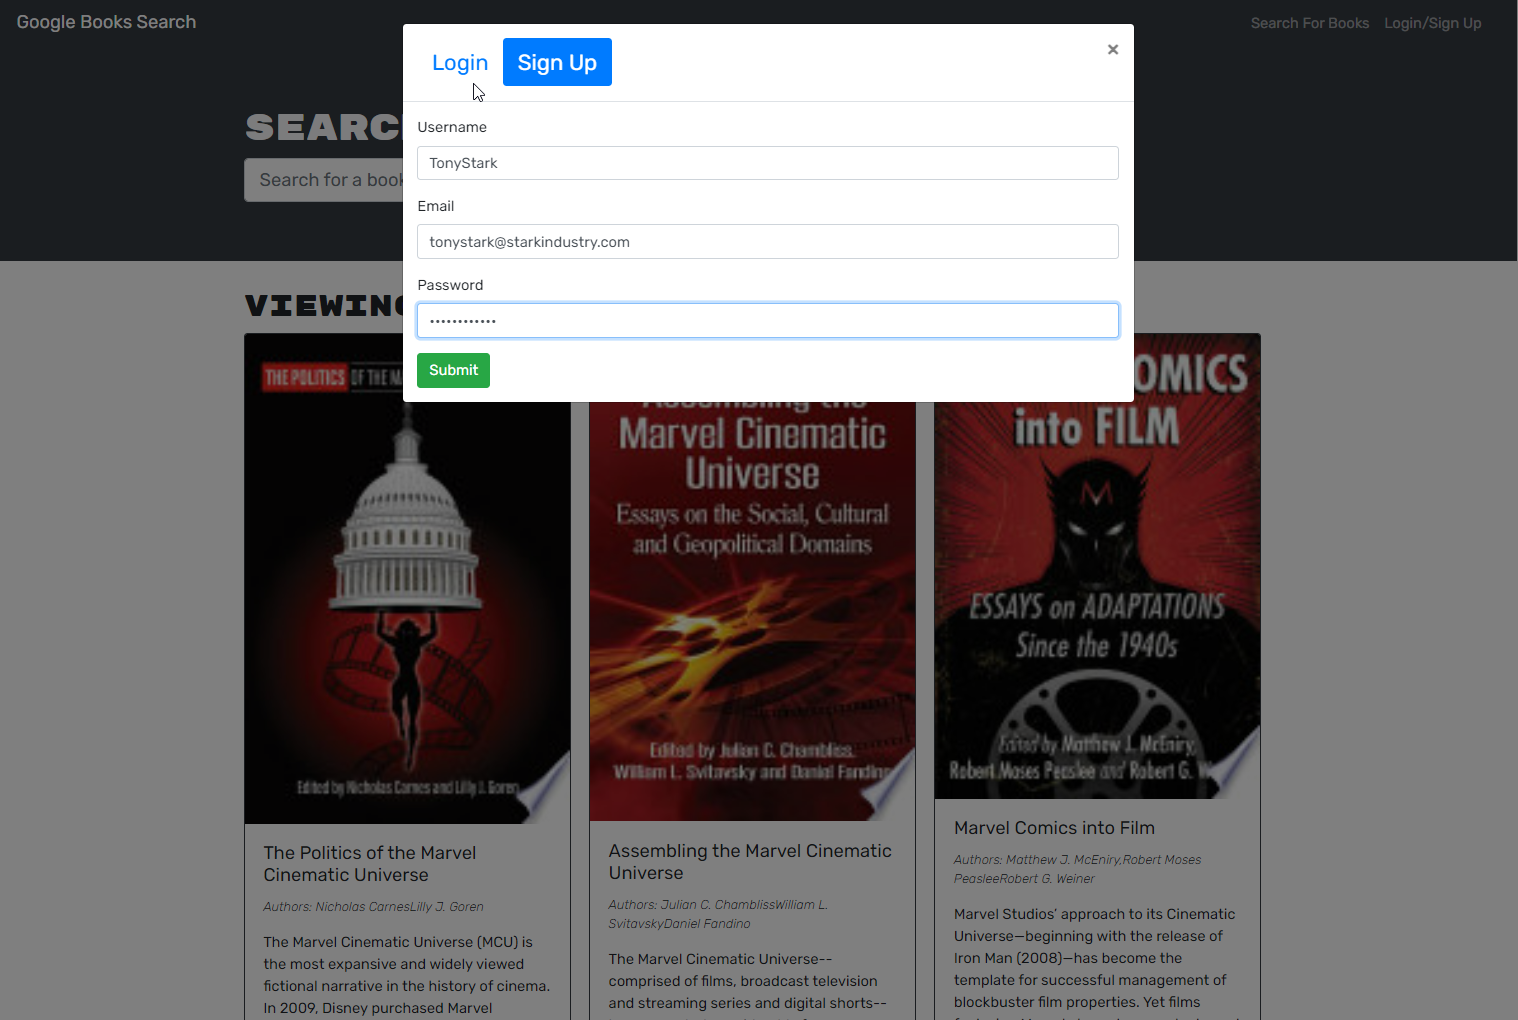 Google Books Search
Search For Books
Login/Sign Up
Login
Sign Up
×
Username
TonyStark
Email
tonystark@starkindustry.com
Password
••••••••••••
Submit
SEARC
Search for a book
VIEWING
THE POLITICS OF THE MA
Edited by Nicholas Carnes and Lilly J. Goren
The Politics of the Marvel
Cinematic Universe
Authors: Nicholas CarnesLilly J. Goren
The Marvel Cinematic Universe (MCU) is
the most expansive and widely viewed
fictional narrative in the history of cinema.
In 2009, Disney purchased Marvel
Assembling the
Marvel Cinematic
Universe
Essays on the Social, Cultural
and Geopolitical Domains
Edited by Julian C. Chambliss,
William L. Svitavsky and Daniel Fandino
Assembling the Marvel Cinematic
Universe
Authors: Julian C. ChamblissWilliam L.
SvitavskyDaniel Fandino
The Marvel Cinematic Universe--
comprised of films, broadcast television
and streaming series and digital shorts--
OMICS
into FILM
M
ESSAYS on ADAPTATIONS
Since the 1940s
Edited by Matthew J. McEniry,
Robert Moses Peaslee and Robert G. W
Marvel Comics into Film
Authors: Matthew J. McEniry,Robert Moses
PeasleeRobert G. Weiner
Marvel Studios' approach to its Cinematic
Universe—beginning with the release of
Iron Man (2008)—has become the
template for successful management of
blockbuster film properties. Yet films